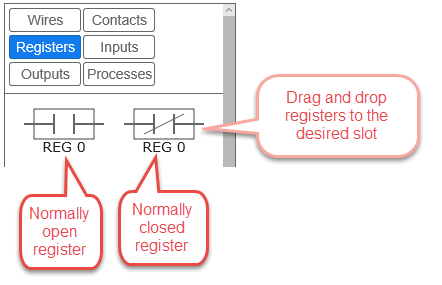 Wires Contacts
Registers Inputs
Outputs Processes
REG 0 REG 0
Drag and drop
registers to the
desired slot
Normally
open
register
Normally
closed
register